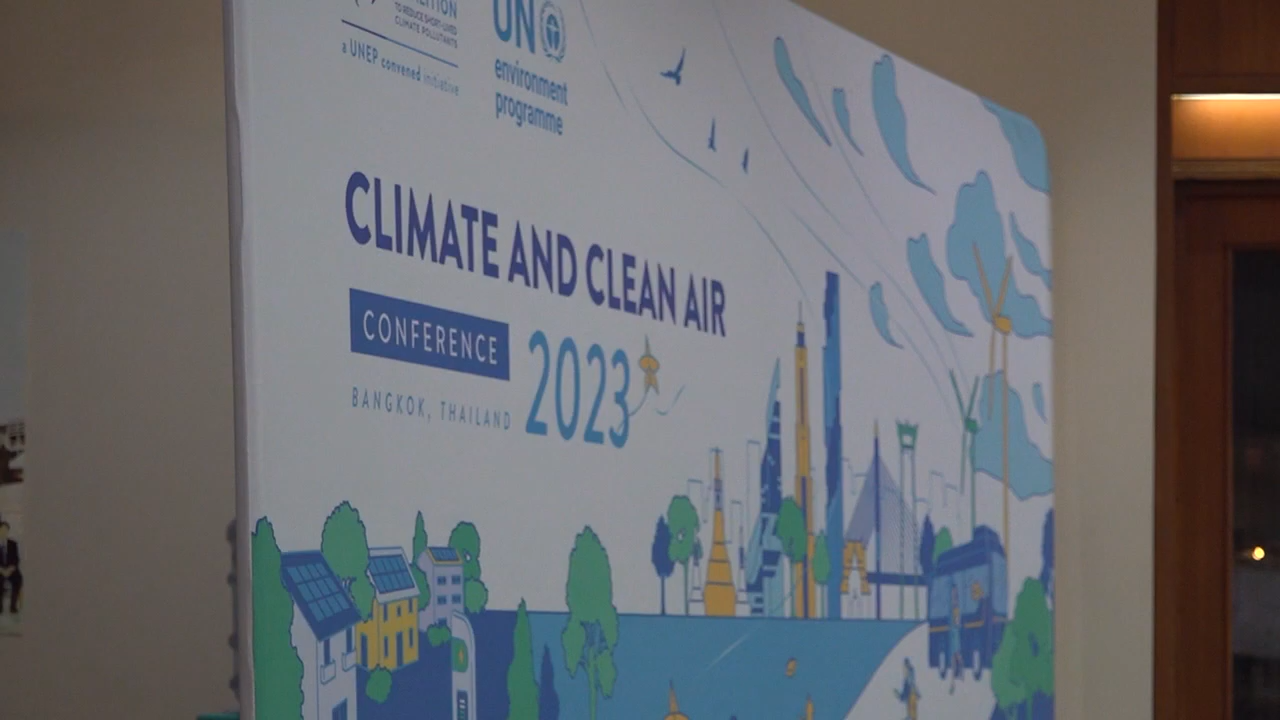 TO REDUCE SHORT-LIVED
CLIMATE POLLUTANTS
a UNEP convened initiative
UN
environment
programme
CLIMATE AND CLEAN AIR
CONFERENCE
2023
BANGKOK, THAILAND